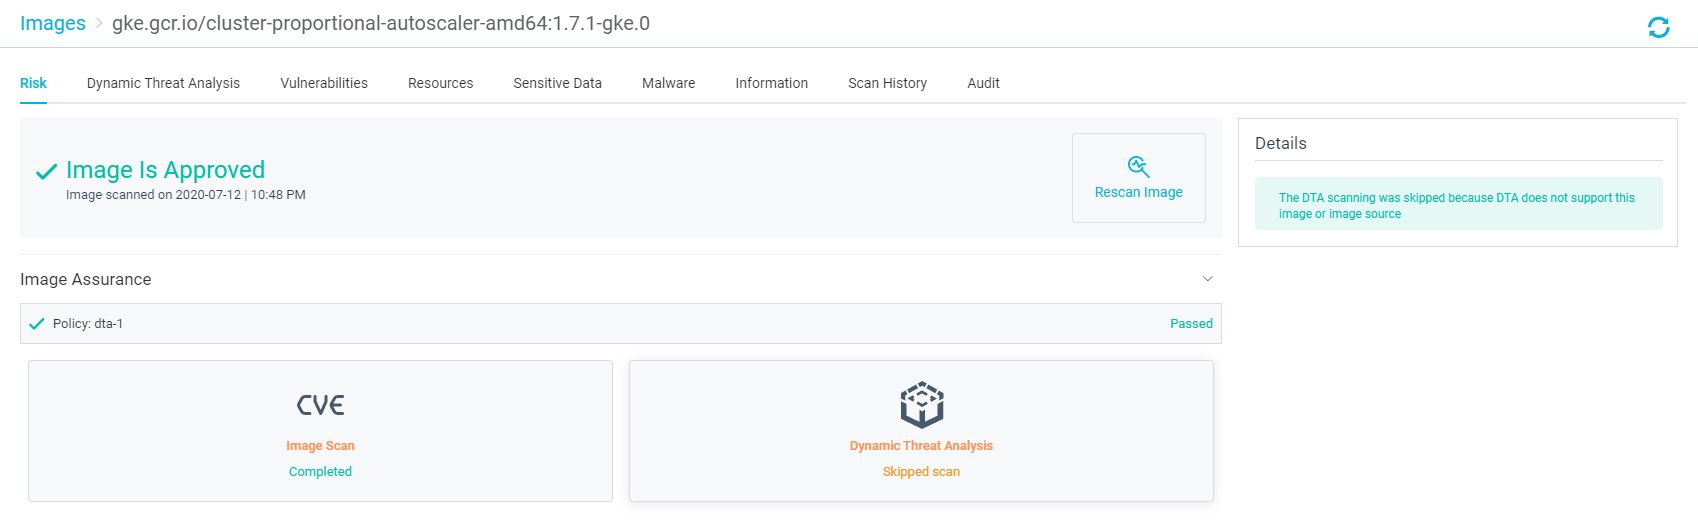 Images > gke.gcr.io/cluster-proportional-autoscaler-amd64:1.7.1-gke.0
Risk Dynamic Threat Analysis Vulnerabilities Resources Sensitive Data Malware Information Scan History Audit
Image Is Approved
Image scanned on 2020-07-12 | 10:48 PM
Rescan Image
Details
The DTA scanning was skipped because DTA does not support this
image or image source
Image Assurance
Policy: dta-1 Passed
CVE
Image Scan
Completed
Dynamic Threat Analysis
Skipped scan